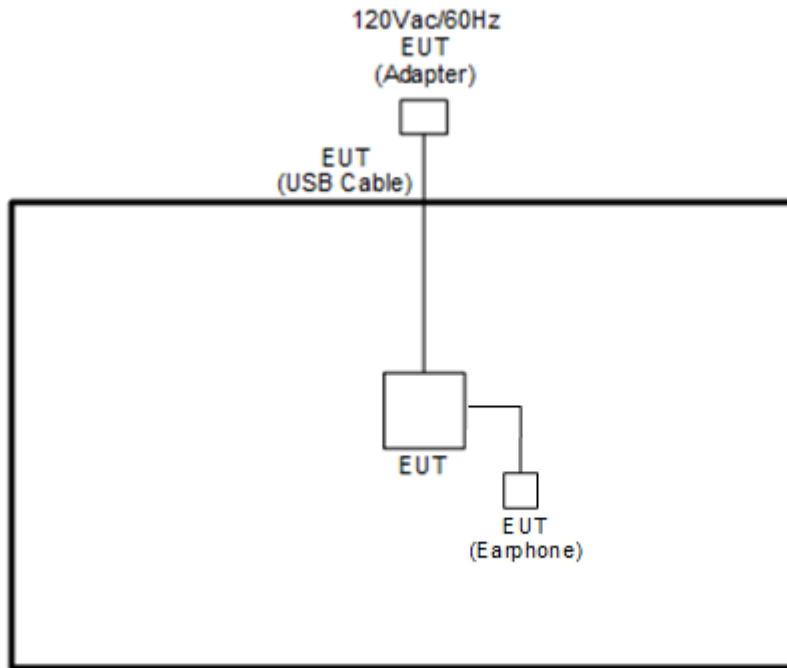 120Vac/60Hz
EUT
(Adapter)
EUT
(USB Cable)
EUT
EUT
(Earphone)